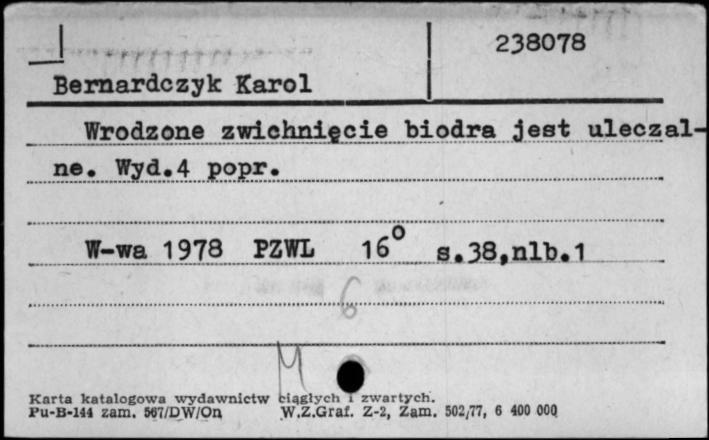 238078
Bernardczyk Karol
Wrodzone zwichnięcie biodra jest uleczal-
ne. Wyd.4 popr.
W-wa 1978 PZWL 16⁰ s.38,nlb.1
6
M
Karta katalogowa wydawnictw ciągłych i zwartych.
Pu-B-144 zam. 567/DW/On W.Z.Graf. Z-2, Zam. 502/77, 6 400 000